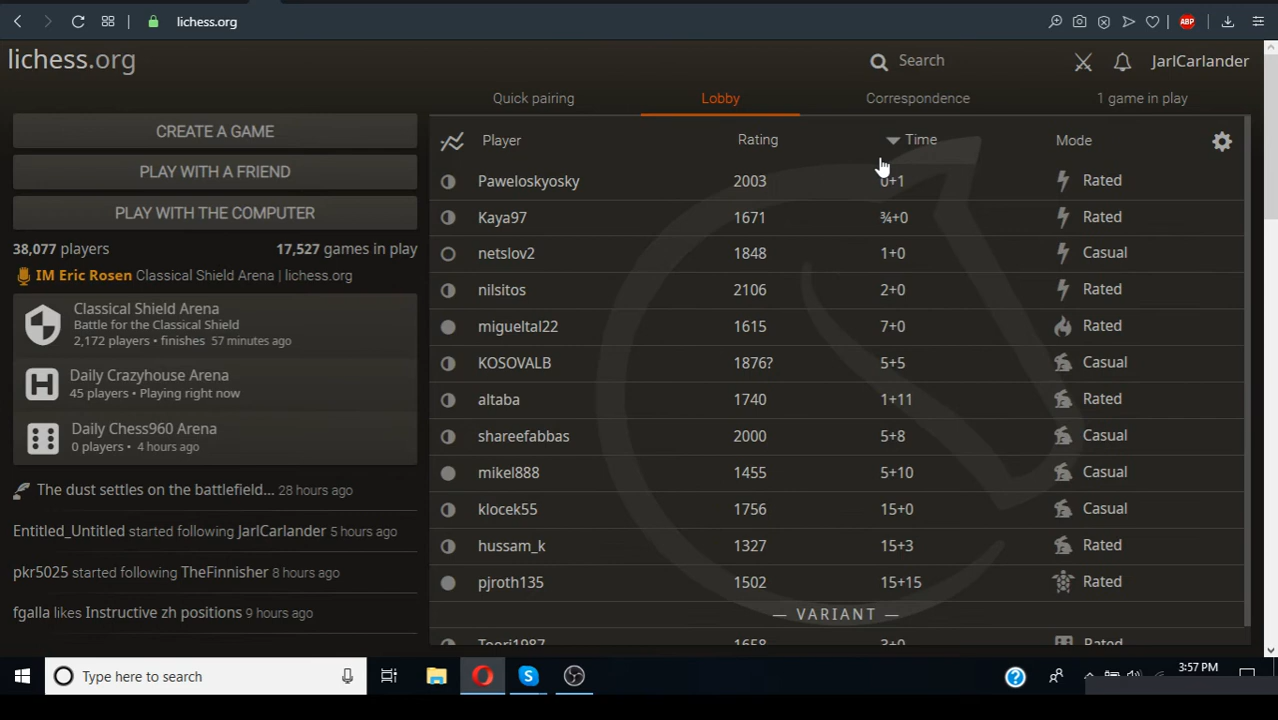 lichess.org
lichess.org
Search
JarlCarlander
CREATE A GAME
PLAY WITH A FRIEND
PLAY WITH THE COMPUTER
38,077 players 17,527 games in play
IM Eric Rosen Classical Shield Arena | lichess.org
Classical Shield Arena
Battle for the Classical Shield
2,172 players • finishes 57 minutes ago
Daily Crazyhouse Arena
45 players • Playing right now
Daily Chess960 Arena
0 players • 4 hours ago
The dust settles on the battlefield... 28 hours ago
Entitled_Untitled started following JarlCarlander 5 hours ago
pkr5025 started following TheFinnisher 8 hours ago
fgalla likes Instructive zh positions 9 hours ago
Quick pairing Lobby Correspondence 1 game in play
Player Rating Time Mode
Paweloskyosky 2003 0+1 Rated
Kaya97 1671 ¾+0 Rated
netslov2 1848 1+0 Casual
nilsitos 2106 2+0 Rated
migueltal22 1615 7+0 Rated
KOSOVALB 1876? 5+5 Casual
altaba 1740 1+11 Rated
shareefabbas 2000 5+8 Casual
mikel888 1455 5+10 Casual
klocek55 1756 15+0 Casual
hussam_k 1327 15+3 Rated
pjroth135 1502 15+15 Rated
— VARIANT —
1658 3+0 Rated
ABP
Type here to search
3:57 PM